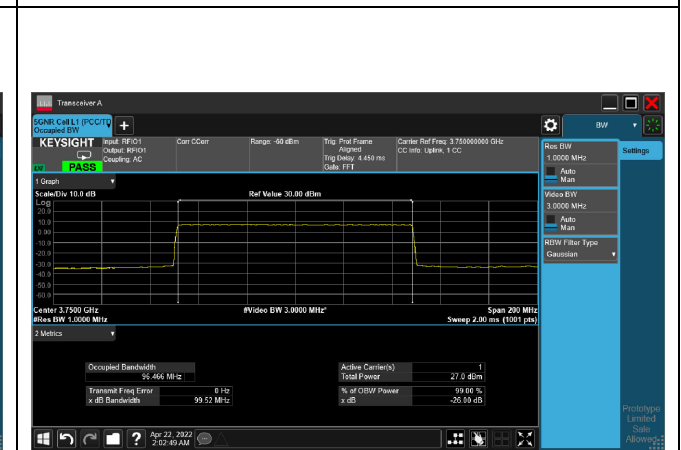 Transceiver A
5GNR Cell L1 (PCC/TD
Occupied BW
+
BW
KEYSIGHT
PASS
Input: RFIO1
Output: RFIO1
Coupling: AC
Corr CCorr
Range: -60 dBm
Trig: Prot Frame
Aligned
Trig Delay: 4.450 ms
Gate: FFT
Carrier Ref Freq: 3.750000000 GHz
CC Info: Uplink, 1 CC
Res BW
1.0000 MHz
Auto
Man
Settings
Video BW
3.0000 MHz
Auto
Man
RBW Filter Type
Gaussian
1 Graph
Scale/Div 10.0 dB
Ref Value 30.00 dBm
Log
20.0
10.0
0.00
-10.0
-20.0
-30.0
-40.0
-50.0
-60.0
Center 3.7500 GHz
#Video BW 3.0000 MHz*
Span 200 MHz
#Res BW 1.0000 MHz
Sweep 2.00 ms (1001 pts)
2 Metrics
Occupied Bandwidth
96.466 MHz
Active Carrier(s)
1
Total Power
27.0 dBm
Transmit Freq Error
0 Hz
x dB Bandwidth
99.52 MHz
% of OBW Power
99.00 %
x dB
-26.00 dB
Prototype
Limited
Sale
Allowed
Apr 22, 2022
2:02:49 AM